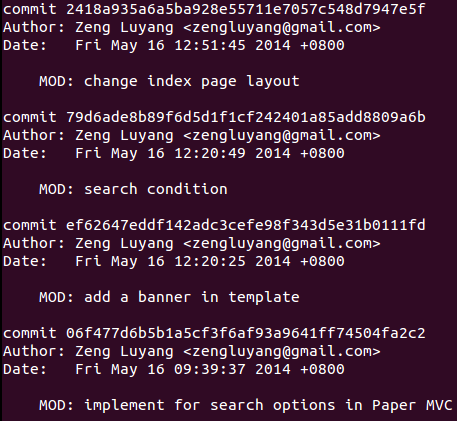 commit 2418a935a6a5ba928e55711e7057c548d7947e5f
Author: Zeng Luyang <zengluyang@gmail.com>
Date:   Fri May 16 12:51:45 2014 +0800
MOD: change index page layout
commit 79d6ade8b89f6d5d1f1cf242401a85add8809a6b
Author: Zeng Luyang <zengluyang@gmail.com>
Date:   Fri May 16 12:20:49 2014 +0800
MOD: search condition
commit ef62647eddf142adc3cefe98f343d5e31b0111fd
Author: Zeng Luyang <zengluyang@gmail.com>
Date:   Fri May 16 12:20:25 2014 +0800
MOD: add a banner in template
commit 06f477d6b5b1a5cf3f6af93a9641ff74504fa2c2
Author: Zeng Luyang <zengluyang@gmail.com>
Date:   Fri May 16 09:39:37 2014 +0800
MOD: implement for search options in Paper MVC